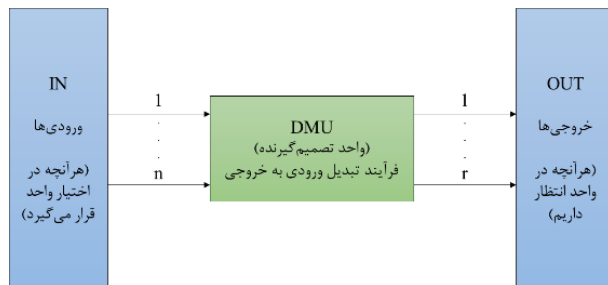 IN
ورودی‌ها
(هرآنچه در
اختیار واحد
قرار می‌گیرد)
1
.
.
.
n
DMU
(واحد تصمیم‌گیرنده)
فرآیند تبدیل ورودی به خروجی
1
.
.
.
r
OUT
خروجی‌ها
(هرآنچه در
واحد انتظار
داریم)